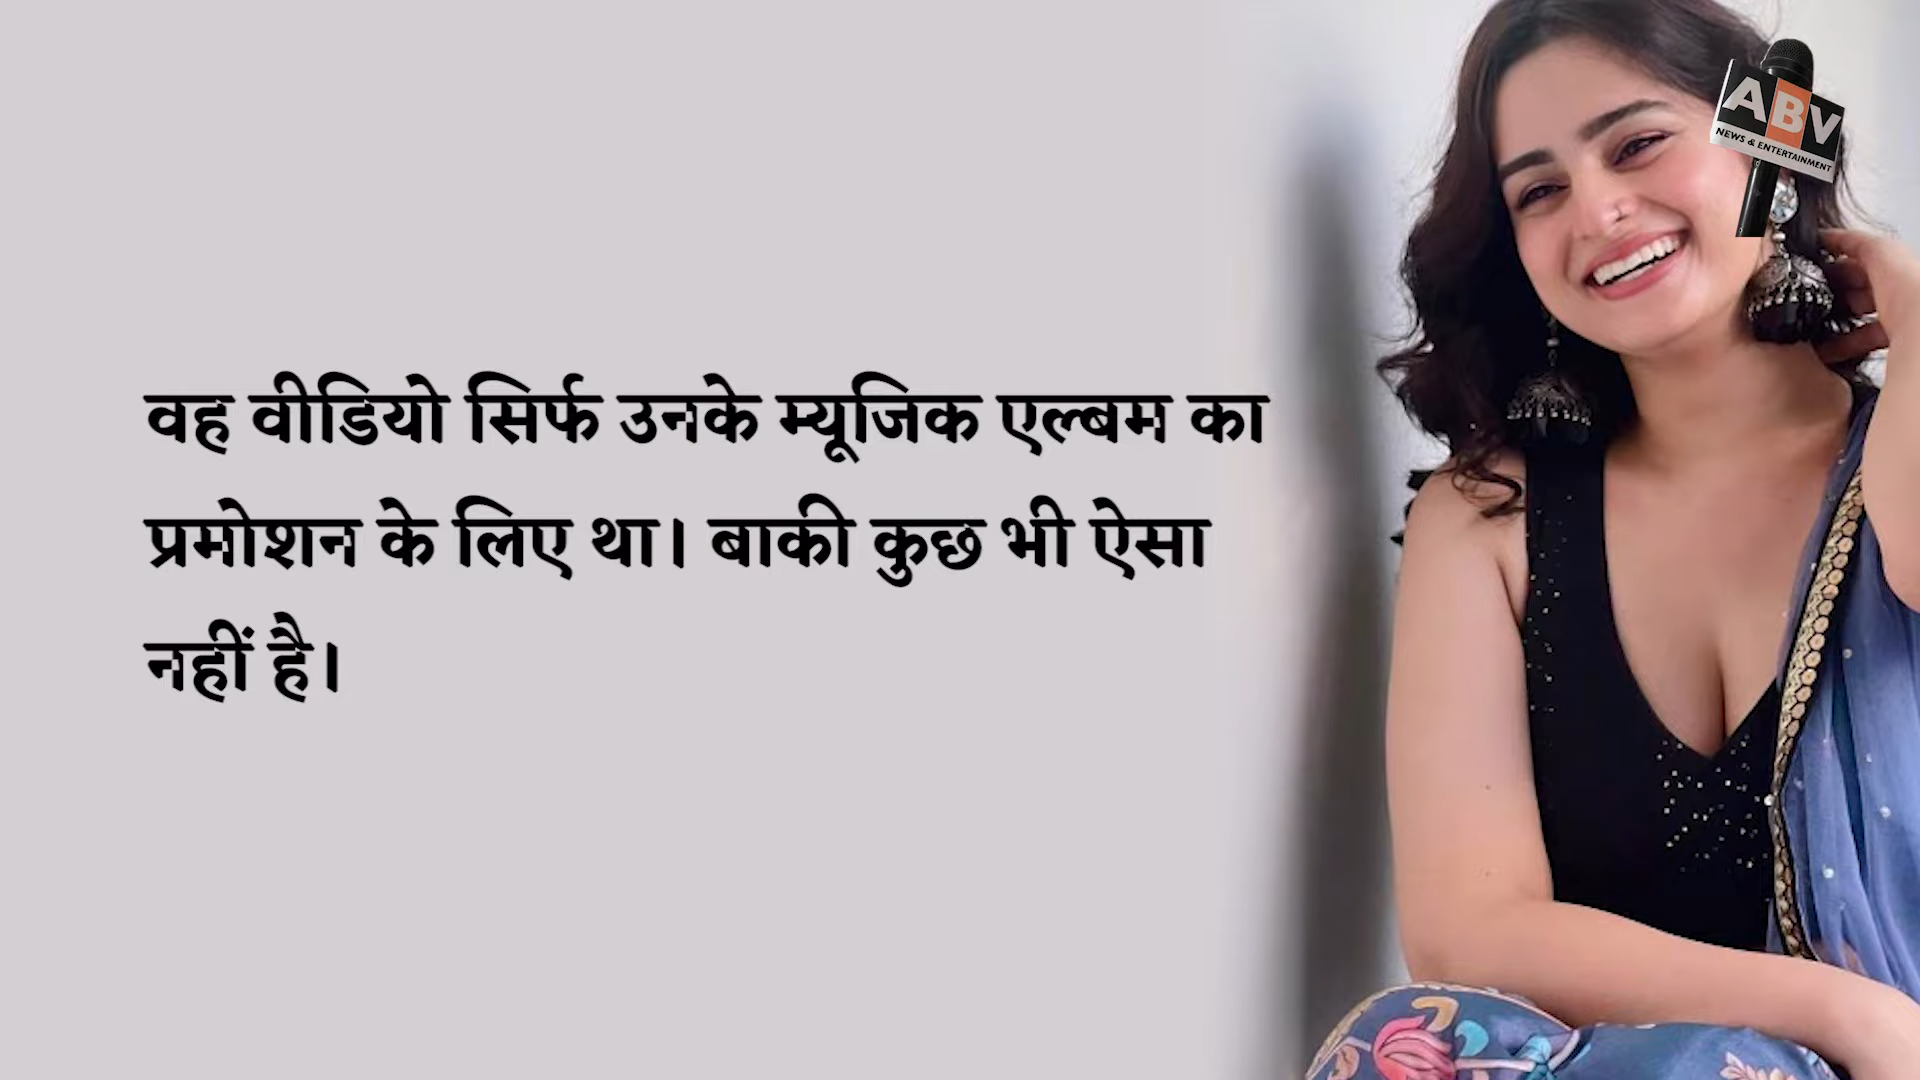 ABV
NEWS & ENTERTAINMENT
वह वीडियो सिर्फ उनके म्यूजिक एल्बम का
प्रमोशन के लिए था। बाकी कुछ भी ऐसा
नहीं है।